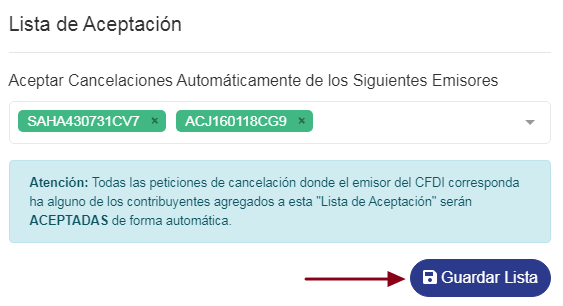 Lista de Aceptación
Aceptar Cancelaciones Automáticamente de los Siguientes Emisores
SAHA430731CV7 × ACJ160118CG9 ×
Atención: Todas las peticiones de cancelación donde el emisor del CFDI corresponda
ha alguno de los contribuyentes agregados a esta "Lista de Aceptación" serán
ACEPTADAS de forma automática.
Guardar Lista